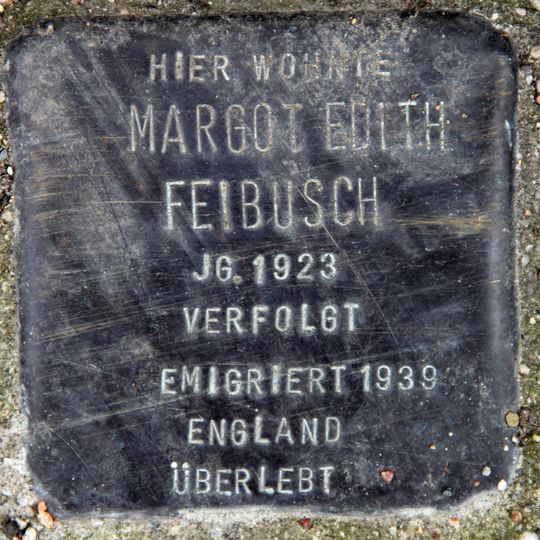 HIER WOHNTE
MARGOT EDITH
FEIBUSCH
JG. 1923
VERFOLGT
EMIGRIERT 1939
ENGLAND
ÜBERLEBT